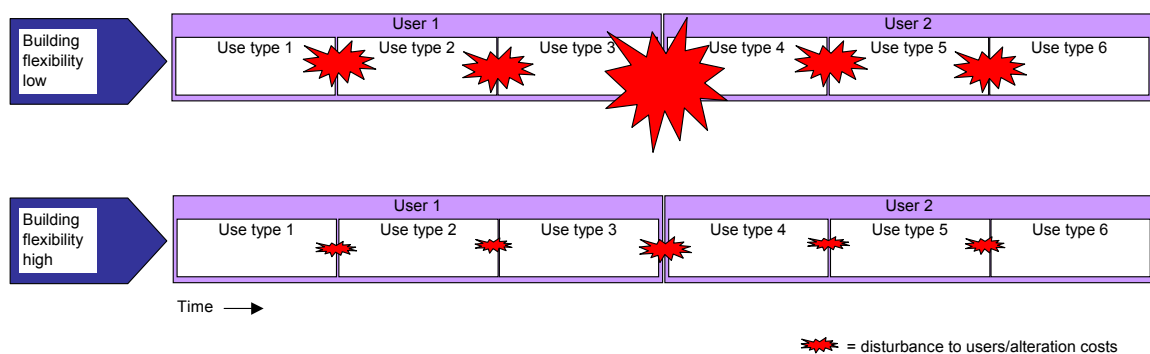 Building
flexibility
low
User 1
User 2
Use type 1
Use type 2
Use type 3
Use type 4
Use type 5
Use type 6
Building
flexibility
high
User 1
User 2
Use type 1
Use type 2
Use type 3
Use type 4
Use type 5
Use type 6
Time
= disturbance to users/alteration costs